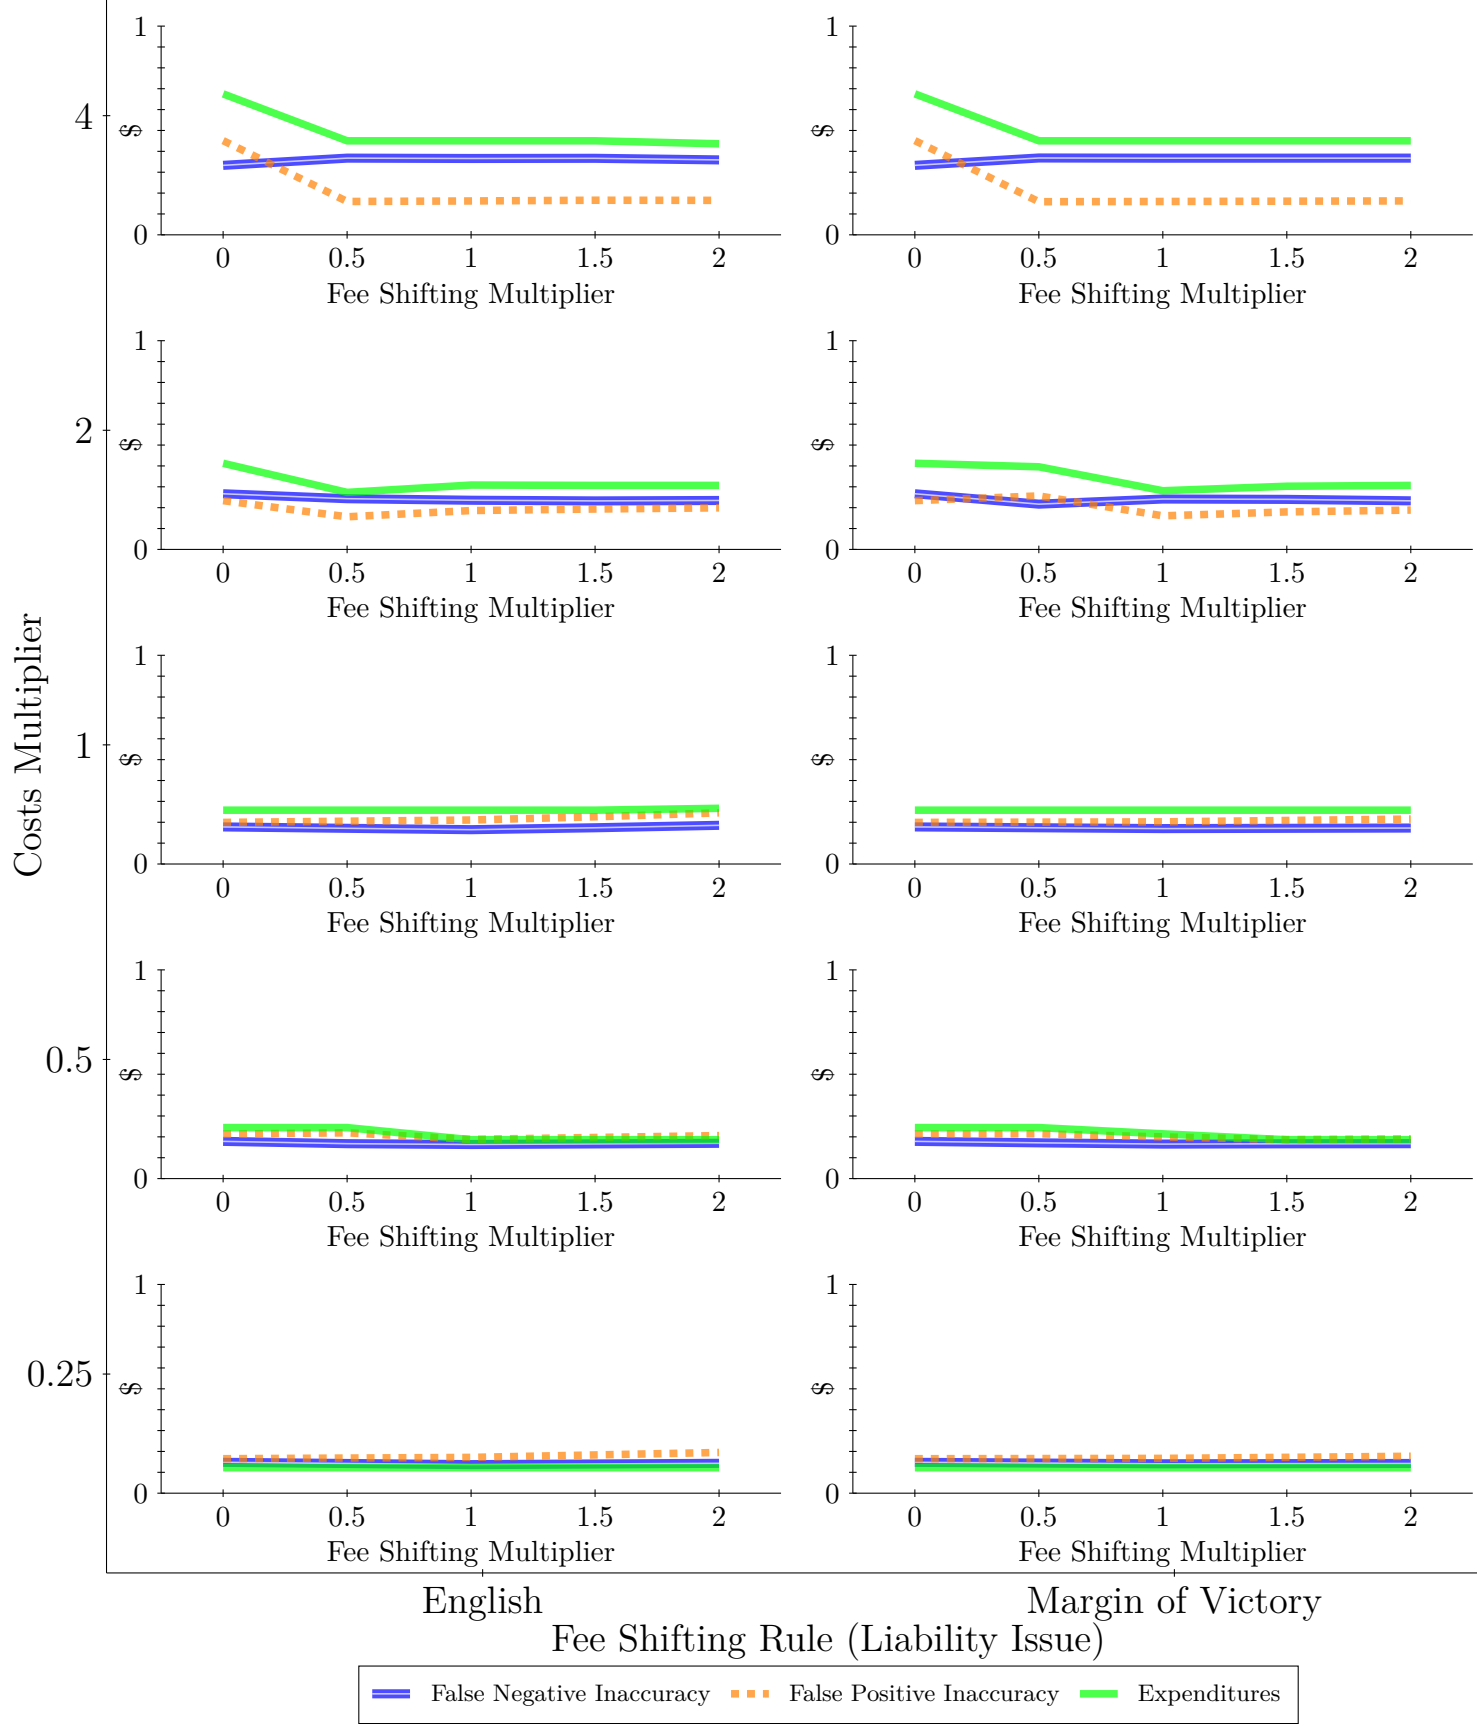 1
$
0
0 0.5 1 1.5 2
Fee Shifting Multiplier
1
$
0
0 0.5 1 1.5 2
Fee Shifting Multiplier
4
1
$
0
0 0.5 1 1.5 2
Fee Shifting Multiplier
1
$
0
0 0.5 1 1.5 2
Fee Shifting Multiplier
2
1
$
0
0 0.5 1 1.5 2
Fee Shifting Multiplier
1
$
0
0 0.5 1 1.5 2
Fee Shifting Multiplier
1
Costs Multiplier
1
$
0
0 0.5 1 1.5 2
Fee Shifting Multiplier
1
$
0
0 0.5 1 1.5 2
Fee Shifting Multiplier
0.5
1
$
0
0 0.5 1 1.5 2
Fee Shifting Multiplier
1
$
0
0 0.5 1 1.5 2
Fee Shifting Multiplier
0.25
English Margin of Victory
Fee Shifting Rule (Liability Issue)
False Negative Inaccuracy False Positive Inaccuracy Expenditures